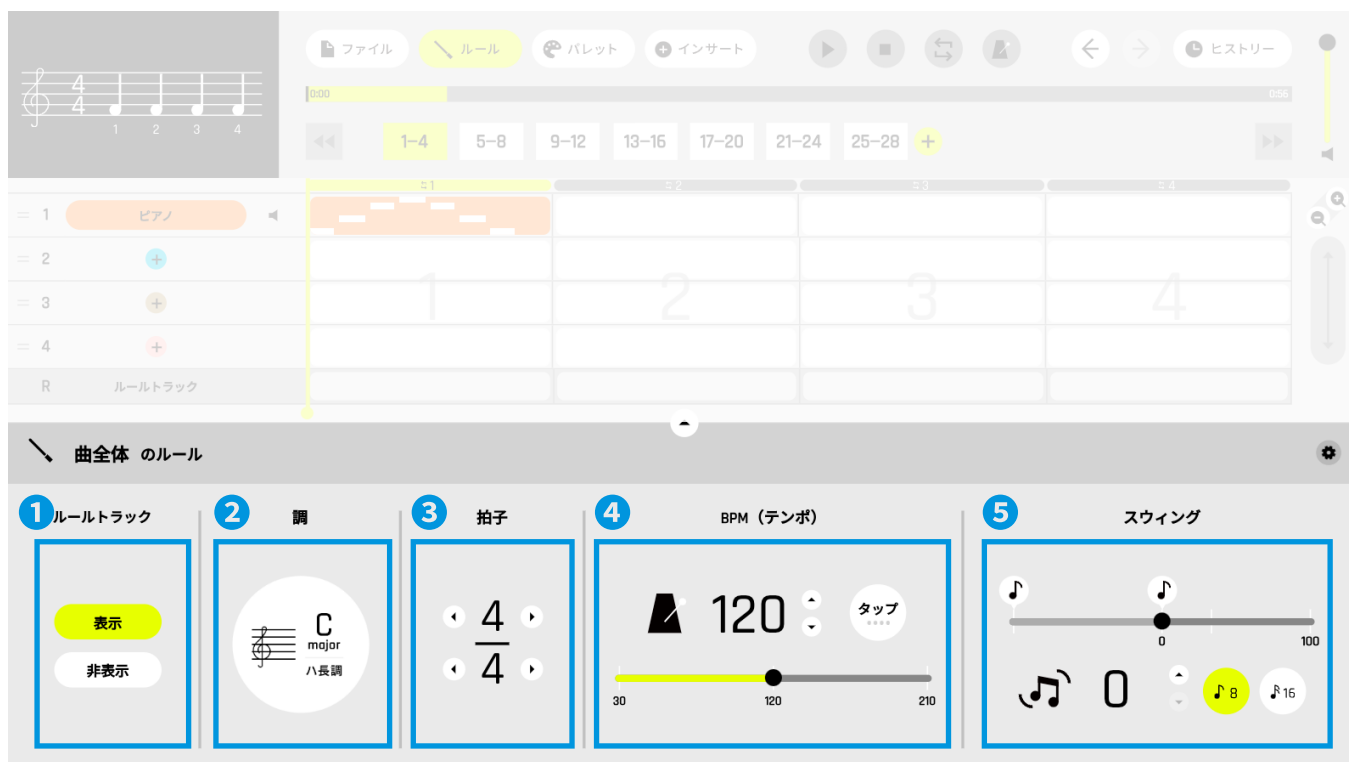 ファイル
ルール
パレット
インサート
ヒストリー
4
4
1 2 3 4
0:00
0:56
1–4
5–8
9–12
13–16
17–20
21–24
25–28
+
1
2
3
4
1
ピアノ
2
+
3
+
4
+
R
ルールトラック
1
2
3
4
曲全体 のルール
1 ルールトラック
表示
非表示
2 調
C
major
ハ長調
3 拍子
4
4
4 BPM（テンポ）
120
タップ
30
120
210
5 スウィング
0
100
0
8
16